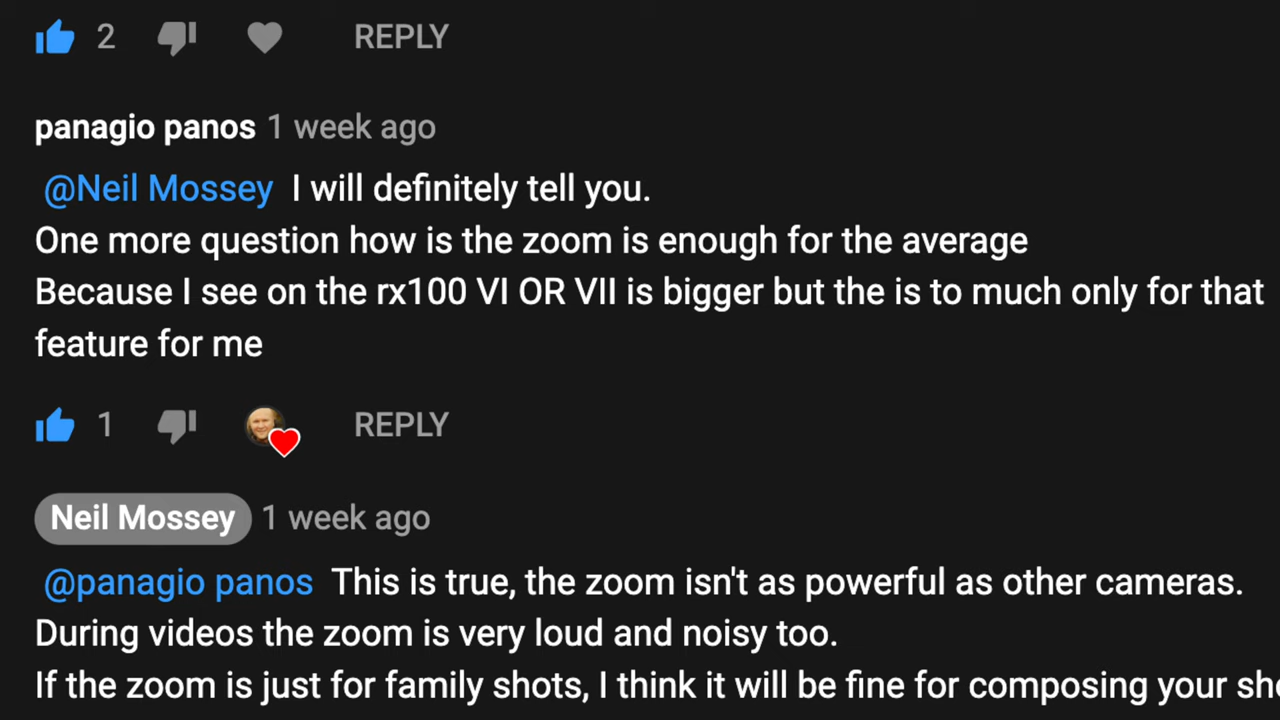 2 REPLY
panagio panos 1 week ago
@Neil Mossey I will definitely tell you.
One more question how is the zoom is enough for the average
Because I see on the rx100 VI OR VII is bigger but the is to much only for that
feature for me
1 REPLY
Neil Mossey 1 week ago
@panagio panos This is true, the zoom isn't as powerful as other cameras.
During videos the zoom is very loud and noisy too.
If the zoom is just for family shots, I think it will be fine for composing your